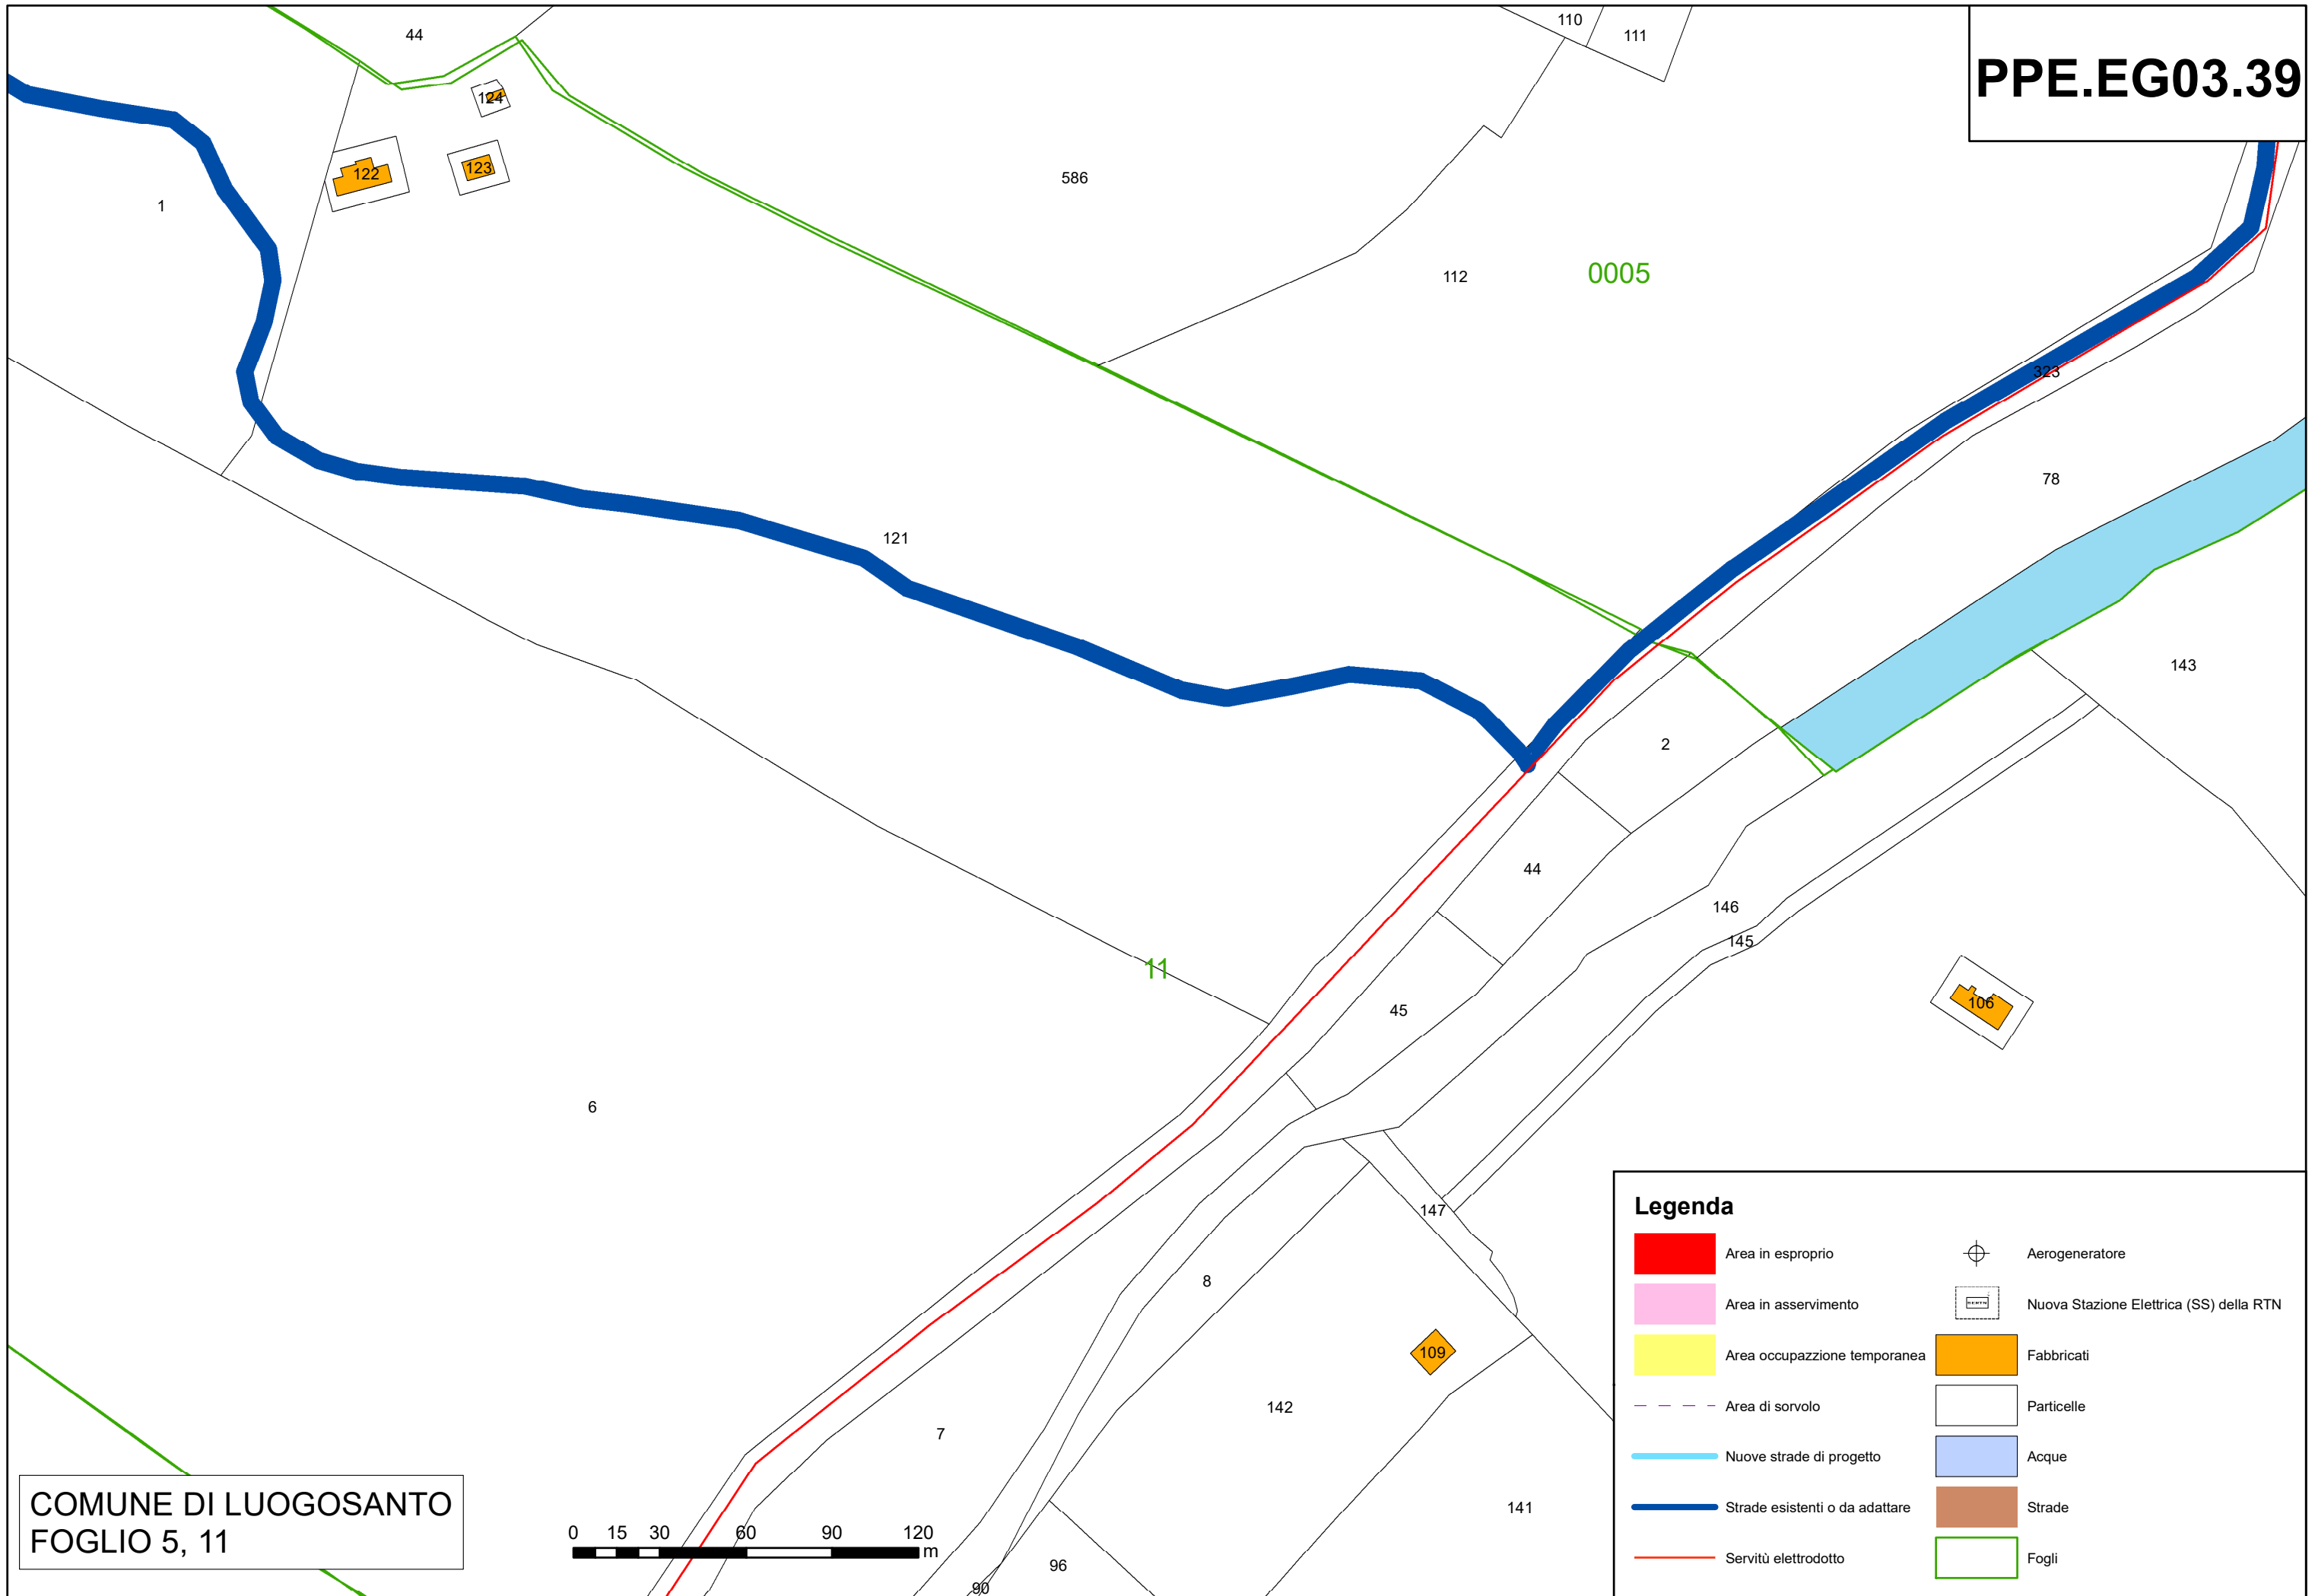 44
110
111
PPE.EG03.39
124
122
123
586
1
112
0005
323
78
121
143
2
44
146
145
11
45
106
6
147
8
109
142
7
141
96
90
Legenda
Area in esproprio
Aerogeneratore
Area in asservimento
Nuova Stazione Elettrica (SS) della RTN
Area occupazzione temporanea
Fabbricati
Area di sorvolo
Particelle
Nuove strade di progetto
Acque
Strade esistenti o da adattare
Strade
Servitù elettrodotto
Fogli
COMUNE DI LUOGOSANTO
FOGLIO 5, 11
0 15 30 60 90 120
m